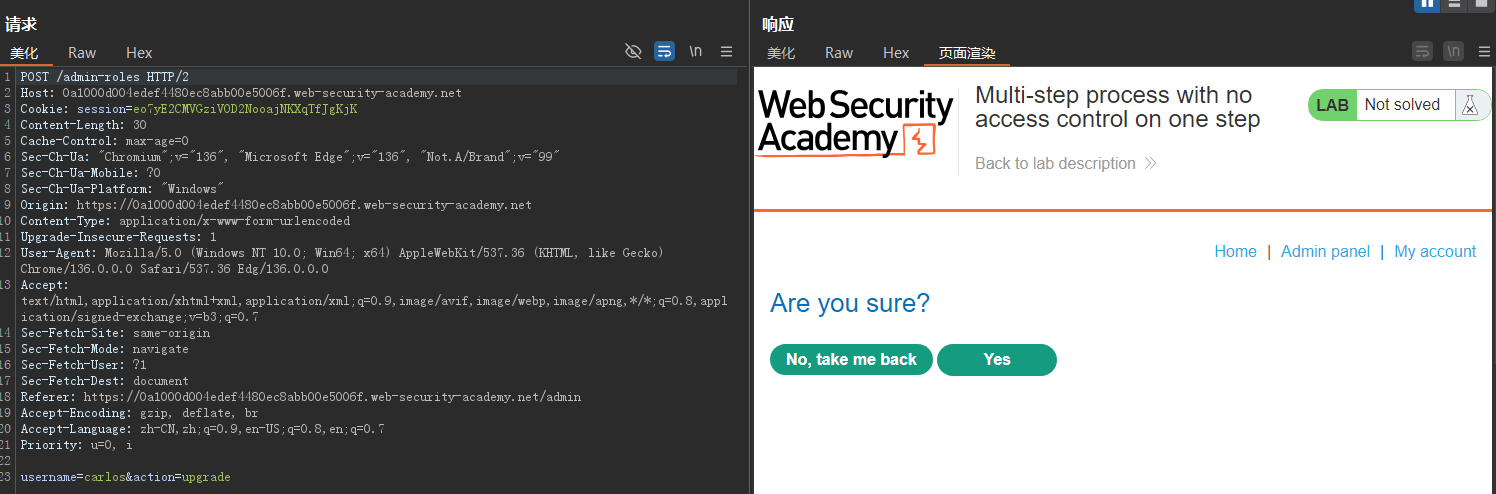 请求
美化 Raw Hex
\n
1 POST /admin-roles HTTP/2
2 Host: 0a1000d004edef4480ec8abb00e5006f.web-security-academy.net
3 Cookie: session=eo7yE2CMVGziVOD2NooajNKXqTfJgKjK
4 Content-Length: 30
5 Cache-Control: max-age=0
6 Sec-Ch-Ua: "Chromium";v="136", "Microsoft Edge";v="136", "Not.A/Brand";v="99"
7 Sec-Ch-Ua-Mobile: ?0
8 Sec-Ch-Ua-Platform: "Windows"
9 Origin: https://0a1000d004edef4480ec8abb00e5006f.web-security-academy.net
10 Content-Type: application/x-www-form-urlencoded
11 Upgrade-Insecure-Requests: 1
12 User-Agent: Mozilla/5.0 (Windows NT 10.0; Win64; x64) AppleWebKit/537.36 (KHTML, like Gecko)
Chrome/136.0.0.0 Safari/537.36 Edg/136.0.0.0
13 Accept:
text/html,application/xhtml+xml,application/xml;q=0.9,image/avif,image/webp,image/apng,*/*;q=0.8,appl
ication/signed-exchange;v=b3;q=0.7
14 Sec-Fetch-Site: same-origin
15 Sec-Fetch-Mode: navigate
16 Sec-Fetch-User: ?1
17 Sec-Fetch-Dest: document
18 Referer: https://0a1000d004edef4480ec8abb00e5006f.web-security-academy.net/admin
19 Accept-Encoding: gzip, deflate, br
20 Accept-Language: zh-CN,zh;q=0.9,en-US;q=0.8,en;q=0.7
21 Priority: u=0, i
22
23 username=carlos&action=upgrade
响应
美化 Raw Hex 页面渲染
\n
Web Security
Academy
Multi-step process with no
access control on one step
Back to lab description
LAB Not solved
Home | Admin panel | My account
Are you sure?
No, take me back Yes